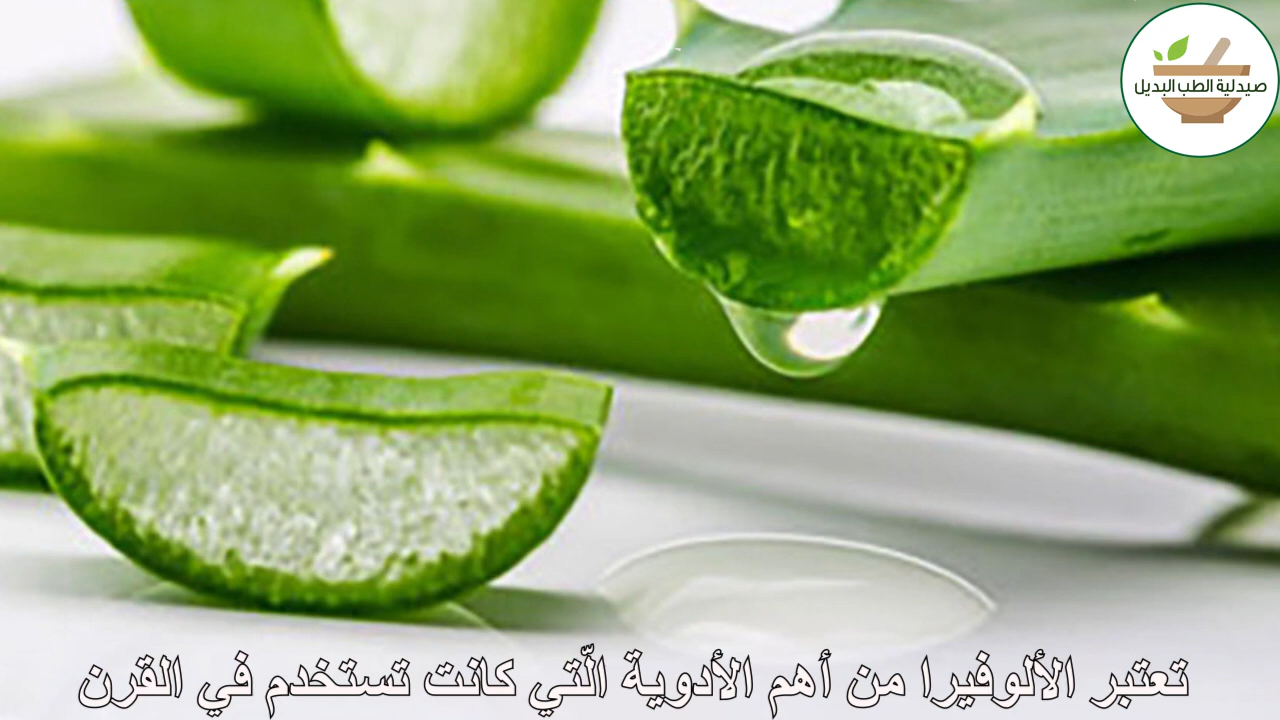 صيدلية الطب البديل
تعتبر الألوفيرا من أهم الأدوية الّتي كانت تستخدم في القرن